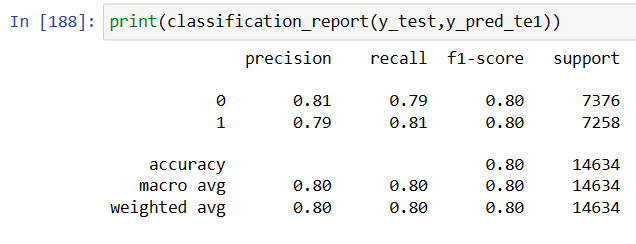 In [188]: print(classification_report(y_test,y_pred_te1))
precision recall f1-score support
0 0.81 0.79 0.80 7376
1 0.79 0.81 0.80 7258
accuracy 0.80 14634
macro avg 0.80 0.80 0.80 14634
weighted avg 0.80 0.80 0.80 14634